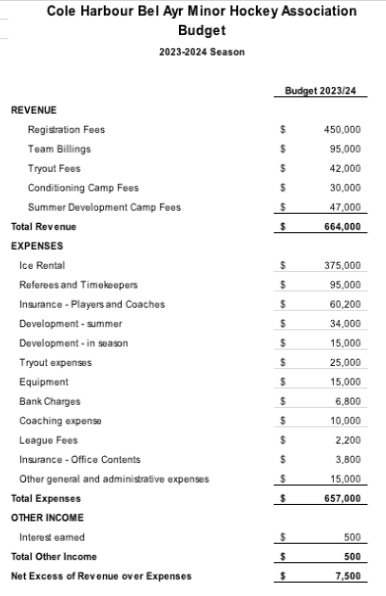 Cole Harbour Bel Ayr Minor Hockey Association
Budget
2023-2024 Season
Budget 2023/24
REVENUE
Registration Fees $ 450,000
Team Billings $ 95,000
Tryout Fees $ 42,000
Conditioning Camp Fees $ 30,000
Summer Development Camp Fees $ 47,000
Total Revenue $ 664,000
EXPENSES
Ice Rental $ 375,000
Referees and Timekeepers $ 95,000
Insurance - Players and Coaches $ 60,200
Development - summer $ 34,000
Development - in season $ 15,000
Tryout expenses $ 25,000
Equipment $ 15,000
Bank Charges $ 6,800
Coaching expense $ 10,000
League Fees $ 2,200
Insurance - Office Contents $ 3,800
Other general and administrative expenses $ 15,000
Total Expenses $ 657,000
OTHER INCOME
Interest earned $ 500
Total Other Income $ 500
Net Excess of Revenue over Expenses $ 7,500